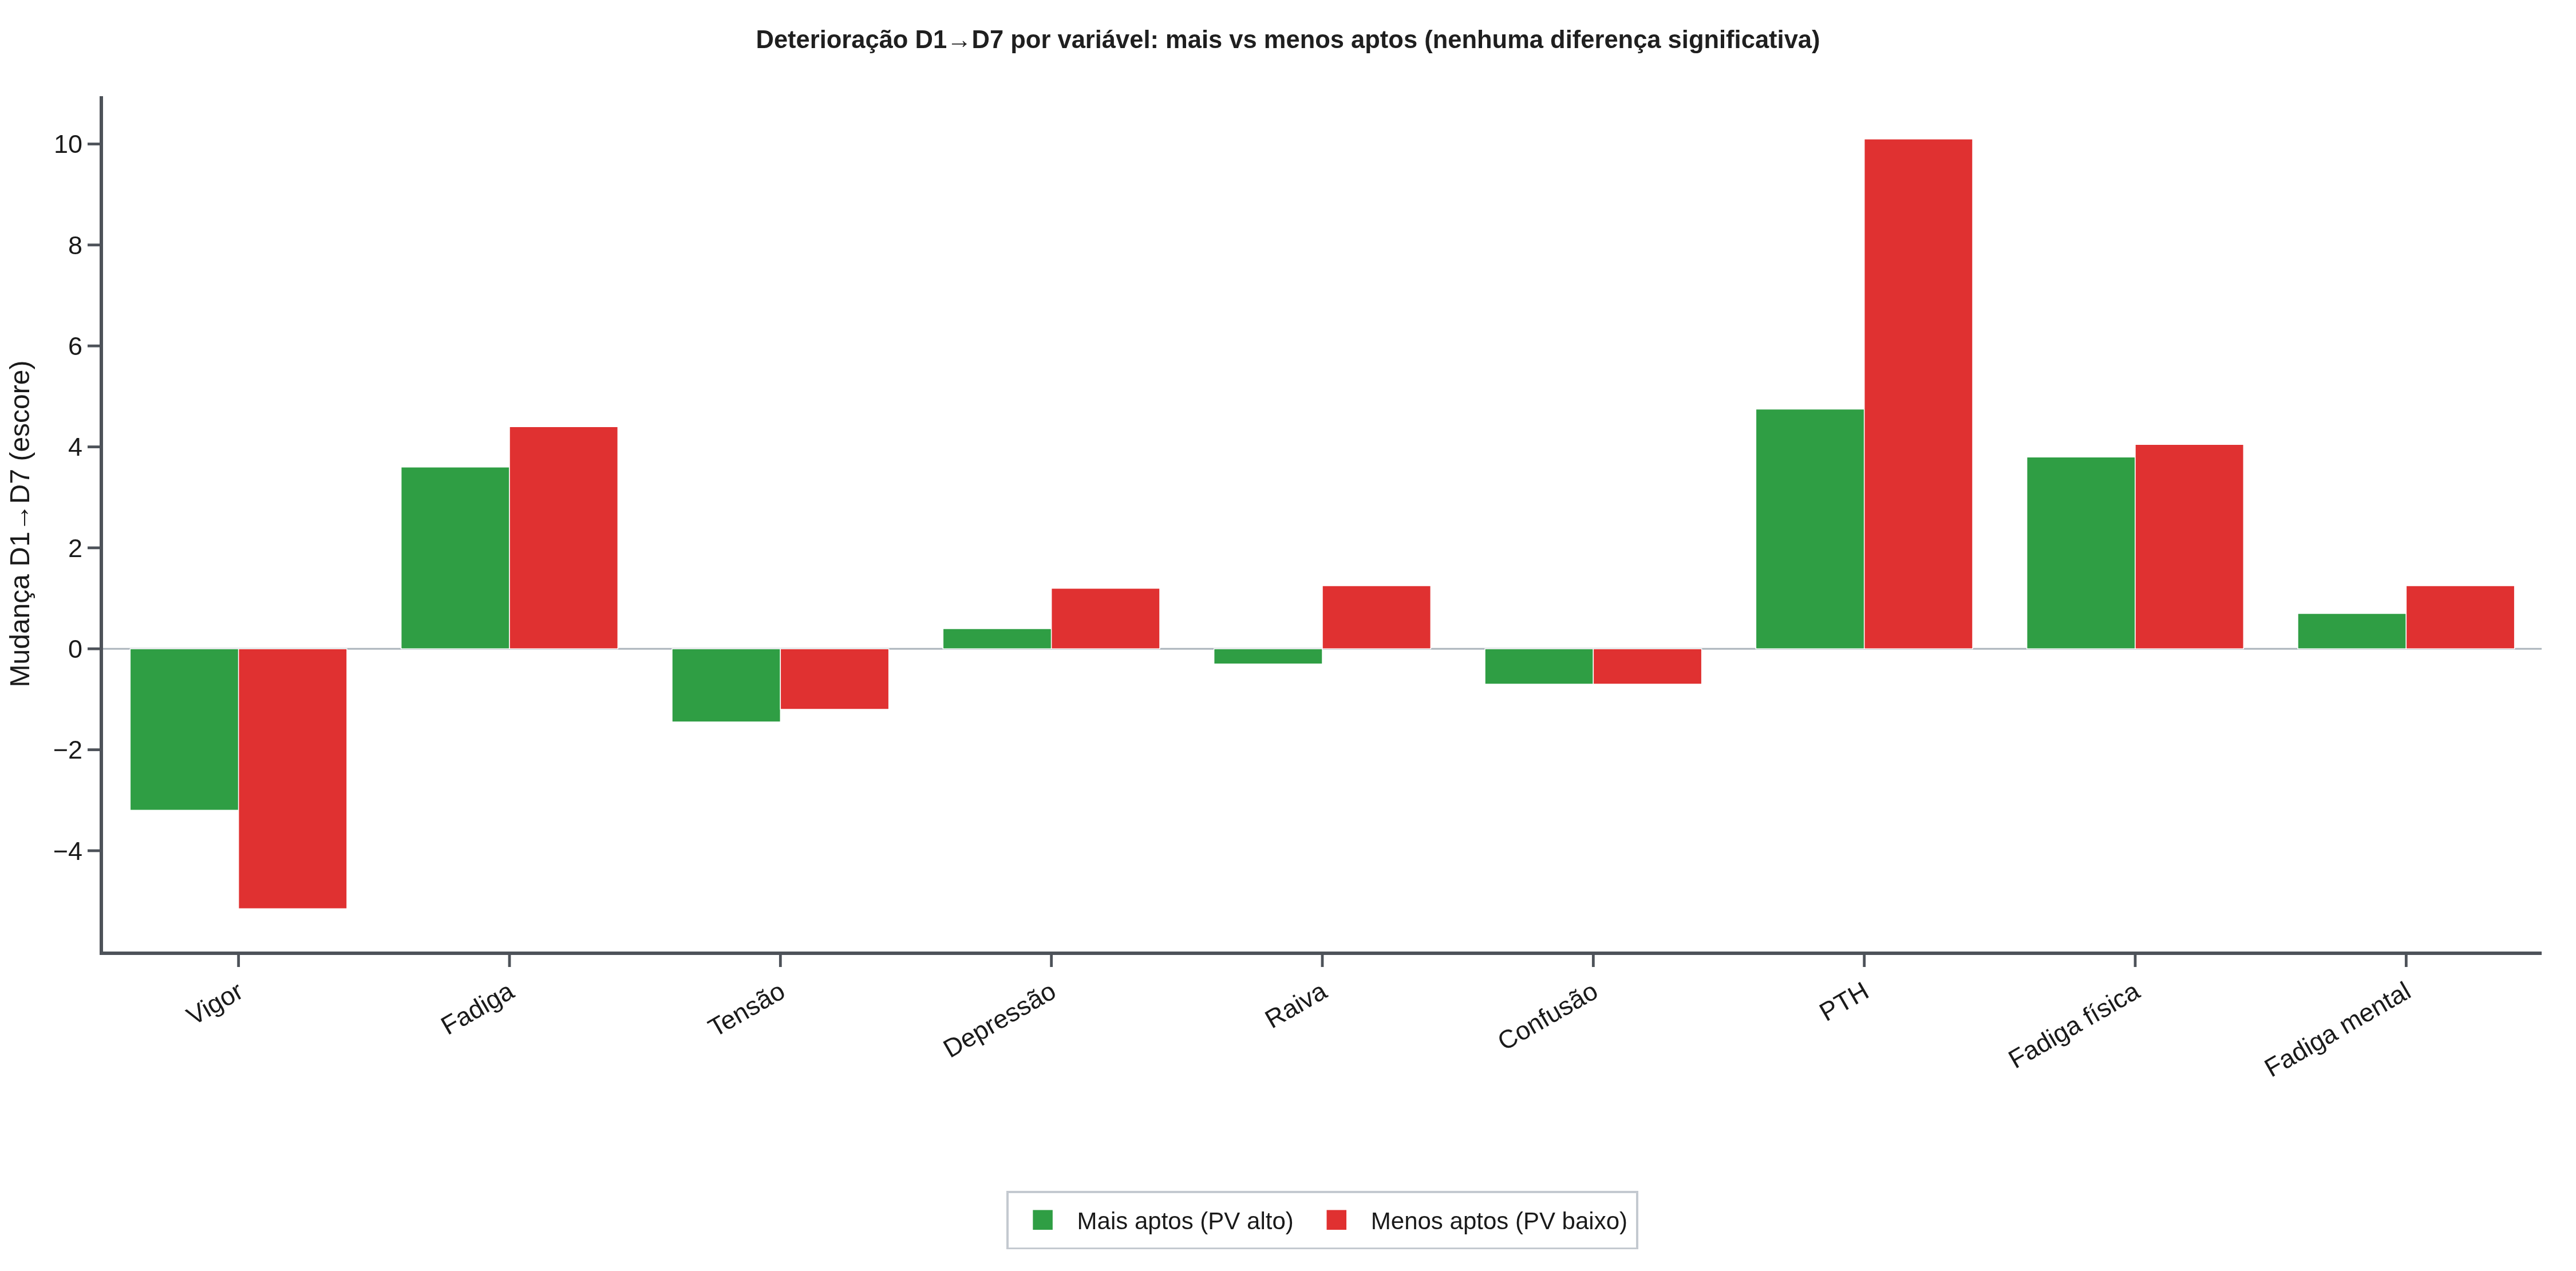 Deterioração D1→D7 por variável: mais vs menos aptos (nenhuma diferença significativa)
Mudança D1→D7 (escore)
10
8
6
4
2
0
−2
−4
Vigor
Fadiga
Tensão
Depressão
Raiva
Confusão
PTH
Fadiga física
Fadiga mental
Mais aptos (PV alto)
Menos aptos (PV baixo)